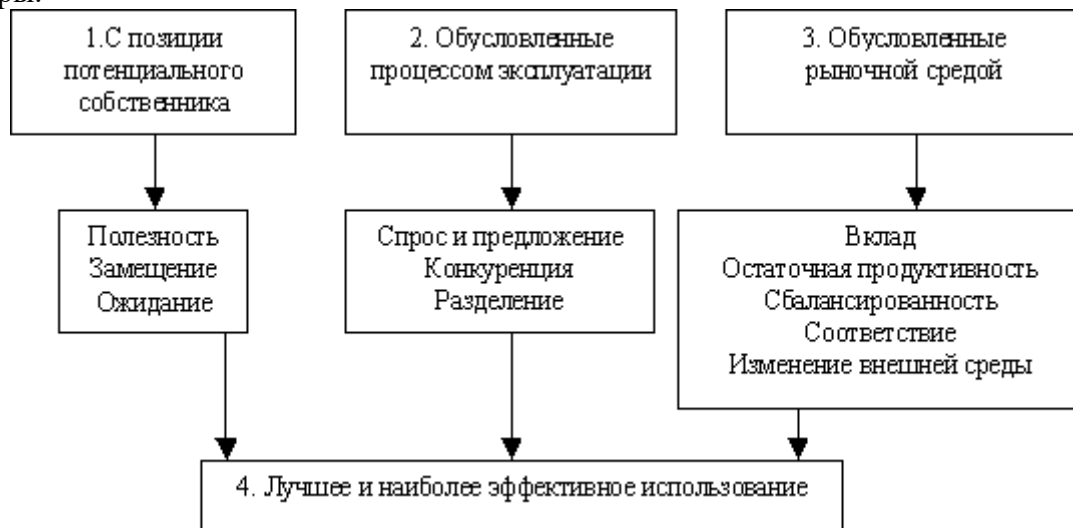 ры.
1.С позиции
потенциального
собственника
2. Обусловленные
процессом эксплуатации
3. Обусловленные
рыночной средой
Полезность
Замещение
Ожидание
Спрос и предложение
Конкуренция
Разделение
Вклад
Остаточная продуктивность
Сбалансированность
Соответствие
Изменение внешней среды
4. Лучшее и наиболее эффективное использование